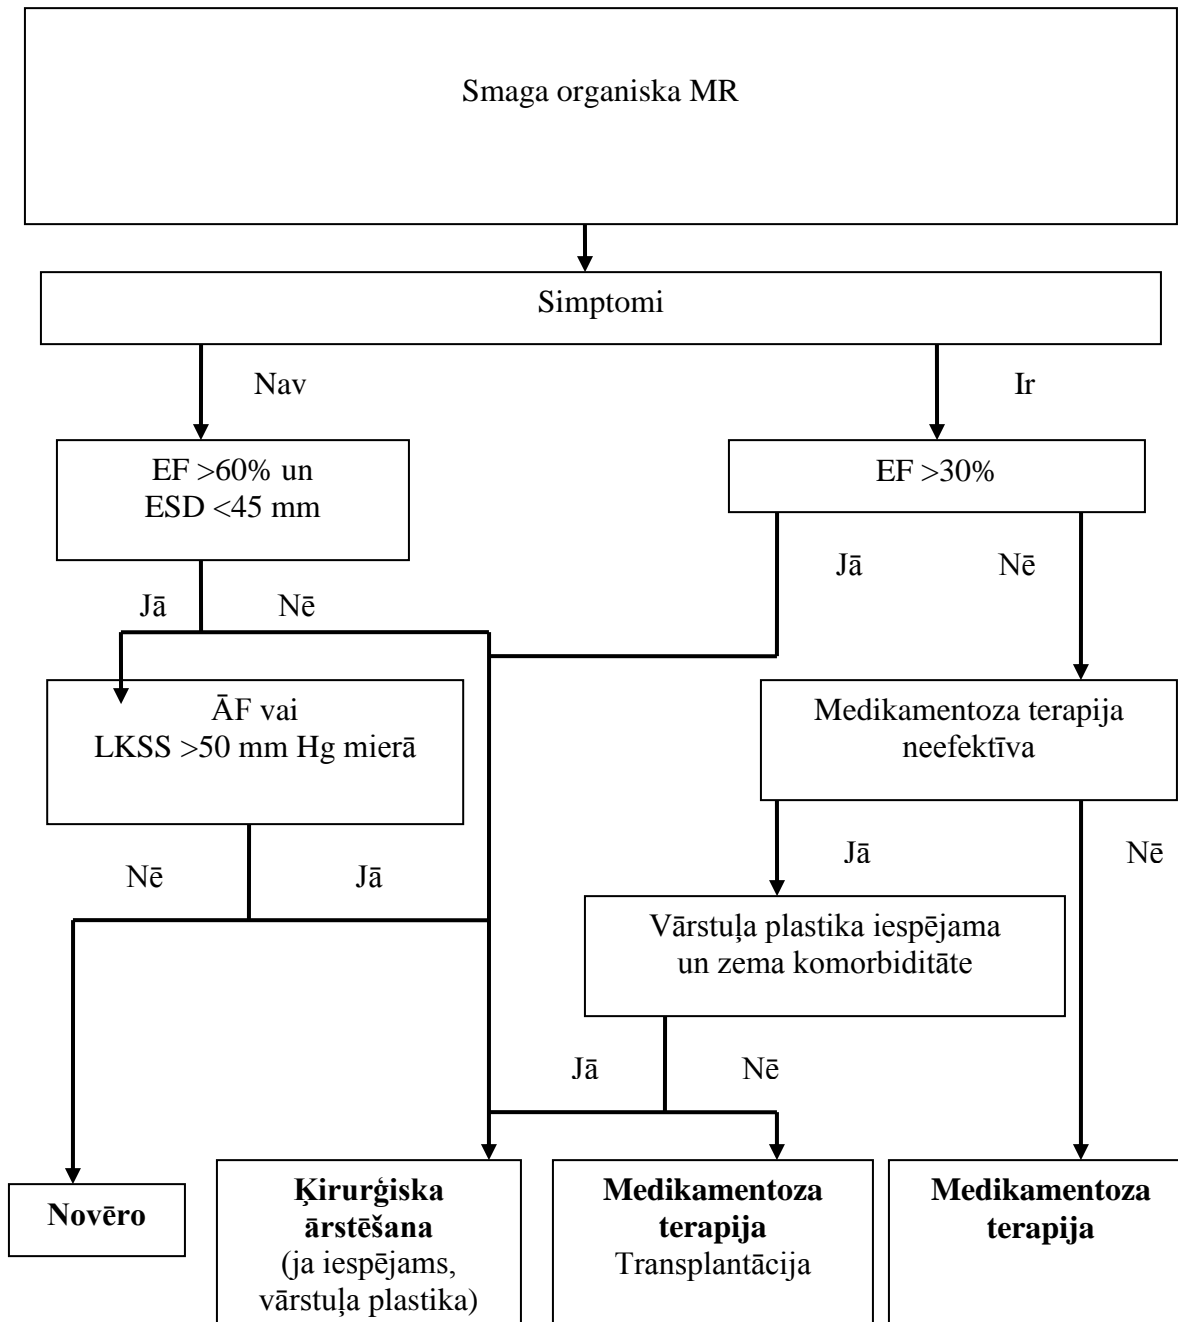 Smaga organiska MR
Simptomi
Nav
Ir
EF >60% un
ESD <45 mm
EF >30%
Jā
Nē
Jā
Nē
ĀF vai
LKSS >50 mm Hg mierā
Medikamentoza terapija
neefektīva
Nē
Jā
Jā
Nē
Vārstuļa plastika iespējama
un zema komorbiditāte
Jā
Nē
Novēro
Ķirurģiska
ārstēšana
(ja iespējams,
vārstuļa plastika)
Medikamentoza
terapija
Transplantācija
Medikamentoza
terapija